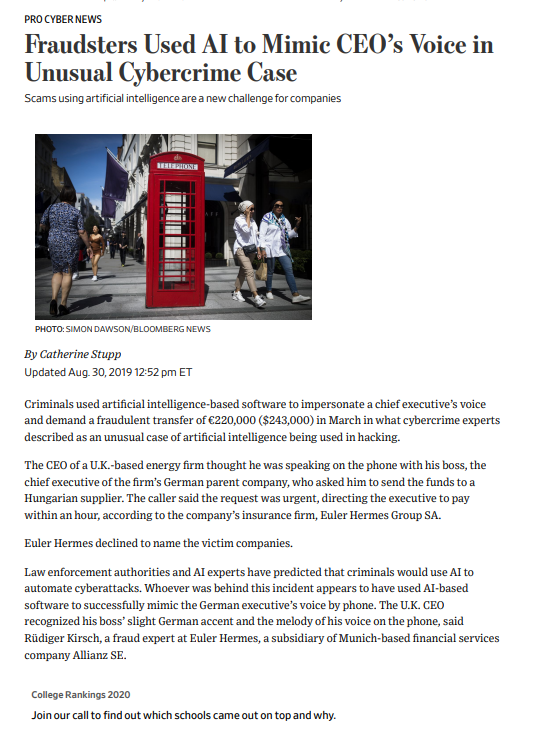 PRO CYBER NEWS
Fraudsters Used AI to Mimic CEO’s Voice in
Unusual Cybercrime Case
Scams using artificial intelligence are a new challenge for companies
TELEPHONE
PHOTO: SIMON DAWSON/BLOOMBERG NEWS
By Catherine Stupp
Updated Aug. 30, 2019 12:52 pm ET
Criminals used artificial intelligence-based software to impersonate a chief executive’s voice
and demand a fraudulent transfer of €220,000 ($243,000) in March in what cybercrime experts
described as an unusual case of artificial intelligence being used in hacking.
The CEO of a U.K.-based energy firm thought he was speaking on the phone with his boss, the
chief executive of the firm’s German parent company, who asked him to send the funds to a
Hungarian supplier. The caller said the request was urgent, directing the executive to pay
within an hour, according to the company’s insurance firm, Euler Hermes Group SA.
Euler Hermes declined to name the victim companies.
Law enforcement authorities and AI experts have predicted that criminals would use AI to
automate cyberattacks. Whoever was behind this incident appears to have used AI-based
software to successfully mimic the German executive’s voice by phone. The U.K. CEO
recognized his boss’ slight German accent and the melody of his voice on the phone, said
Rüdiger Kirsch, a fraud expert at Euler Hermes, a subsidiary of Munich-based financial services
company Allianz SE.
College Rankings 2020
Join our call to find out which schools came out on top and why.